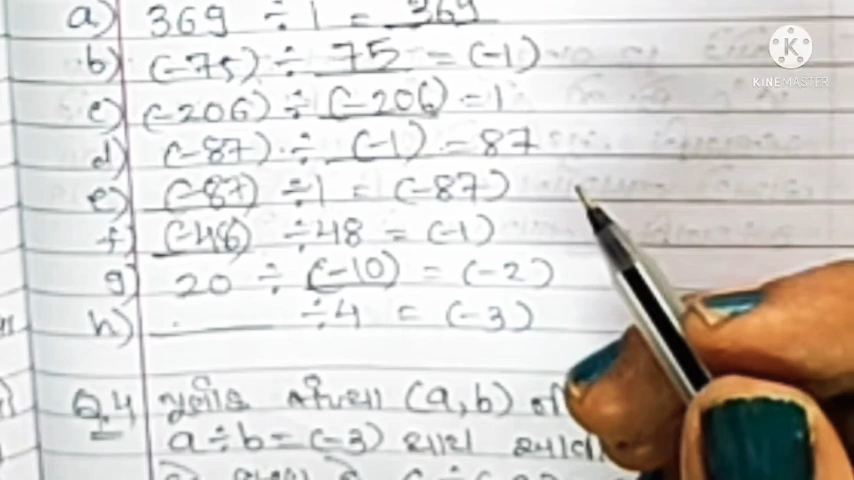 a) 369 ÷ 1 = 369
b) (-75) ÷ 75 = (-1)
c) (-206) ÷ (-206) = 1
d) (-87) ÷ (-1) = 87
e) (-87) ÷ 1 = (-87)
f) (-48) ÷ 48 = (-1)
g) 20 ÷ (-10) = (-2)
h) ______ ÷ 4 = (-3)
Q.4 પૂર્ણાંક (a, b)
a ÷ b = (-3)
KINEMASTER